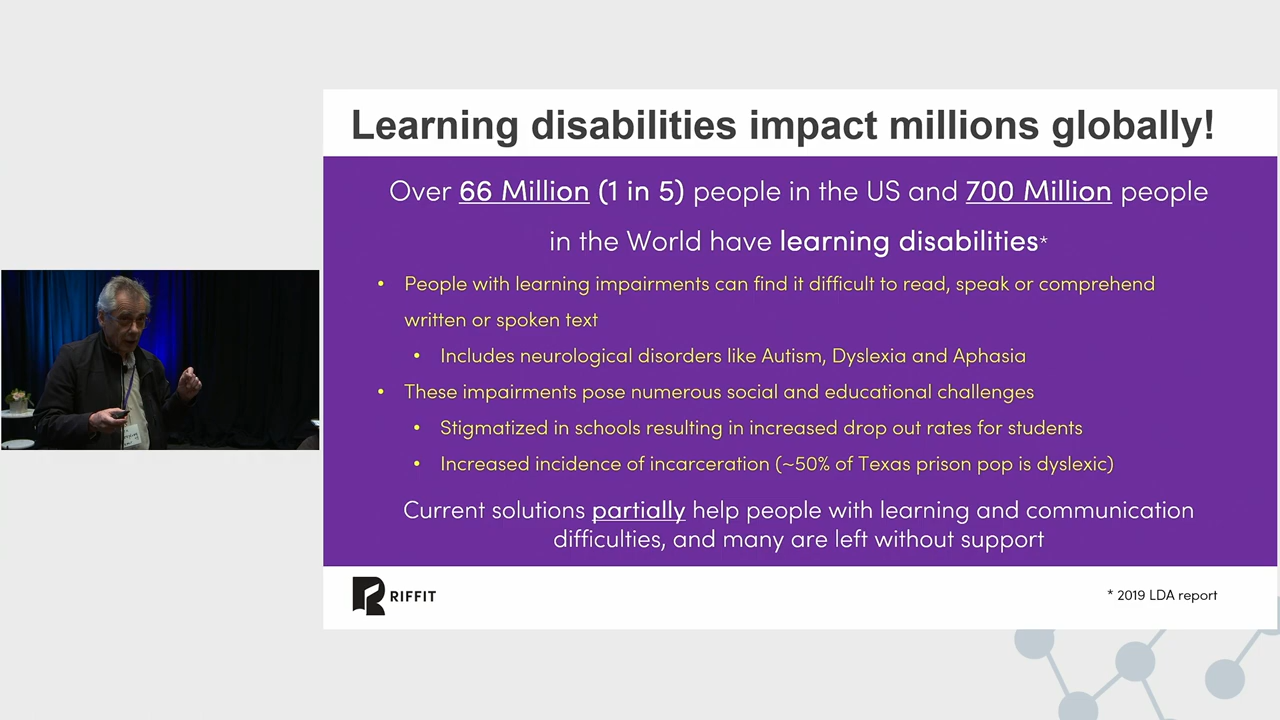 Learning disabilities impact millions globally!
Over 66 Million (1 in 5) people in the US and 700 Million people
in the World have learning disabilities*
• People with learning impairments can find it difficult to read, speak or comprehend
written or spoken text
• Includes neurological disorders like Autism, Dyslexia and Aphasia
• These impairments pose numerous social and educational challenges
• Stigmatized in schools resulting in increased drop out rates for students
• Increased incidence of incarceration (~50% of Texas prison pop is dyslexic)
Current solutions partially help people with learning and communication
difficulties, and many are left without support
RIFFIT
* 2019 LDA report